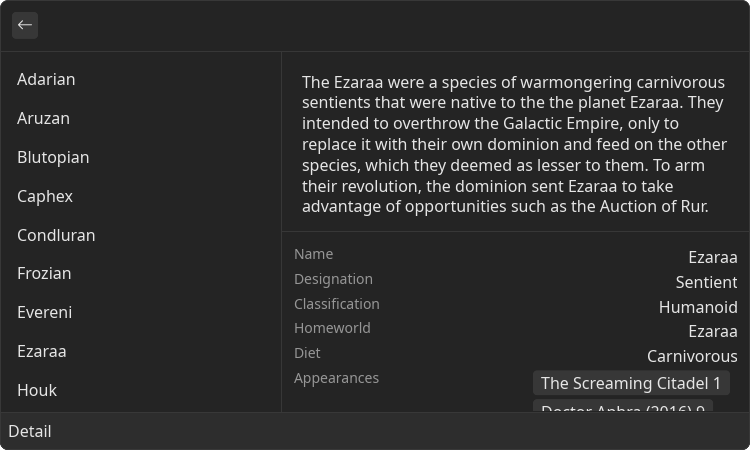 Adarian
Aruzan
Blutopian
Caphex
Condluran
Frozian
Evereni
Ezaraa
Houk
The Ezaraa were a species of warmongering carnivorous
sentients that were native to the the planet Ezaraa. They
intended to overthrow the Galactic Empire, only to
replace it with their own dominion and feed on the other
species, which they deemed as lesser to them. To arm
their revolution, the dominion sent Ezaraa to take
advantage of opportunities such as the Auction of Rur.
Name Ezaraa
Designation Sentient
Classification Humanoid
Homeworld Ezaraa
Diet Carnivorous
Appearances The Screaming Citadel 1
Doctor Aphra (2016)
Detail